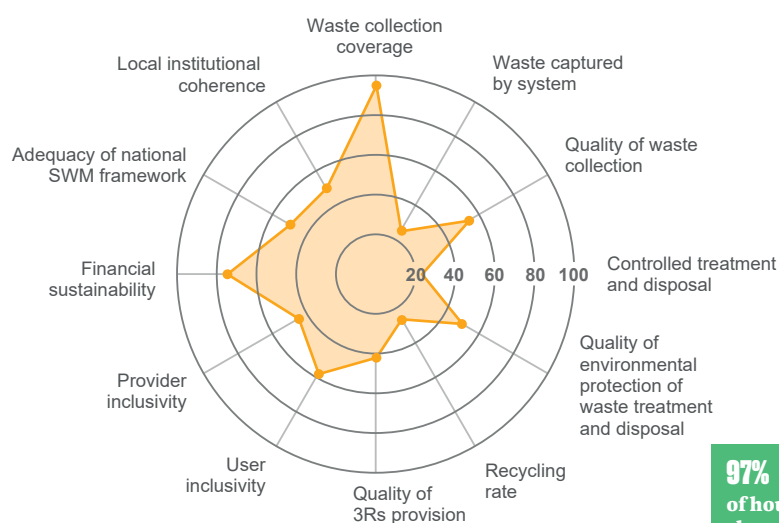 Waste collection
coverage
Waste captured
by system
Quality of waste
collection
Controlled treatment
and disposal
Quality of
environmental
protection of
waste treatment
and disposal
Recycling
rate
Quality of
3Rs provision
User
inclusivity
Provider
inclusivity
Financial
sustainability
Adequacy of national
SWM framework
Local institutional
coherence
20 40 60 80 100
97%